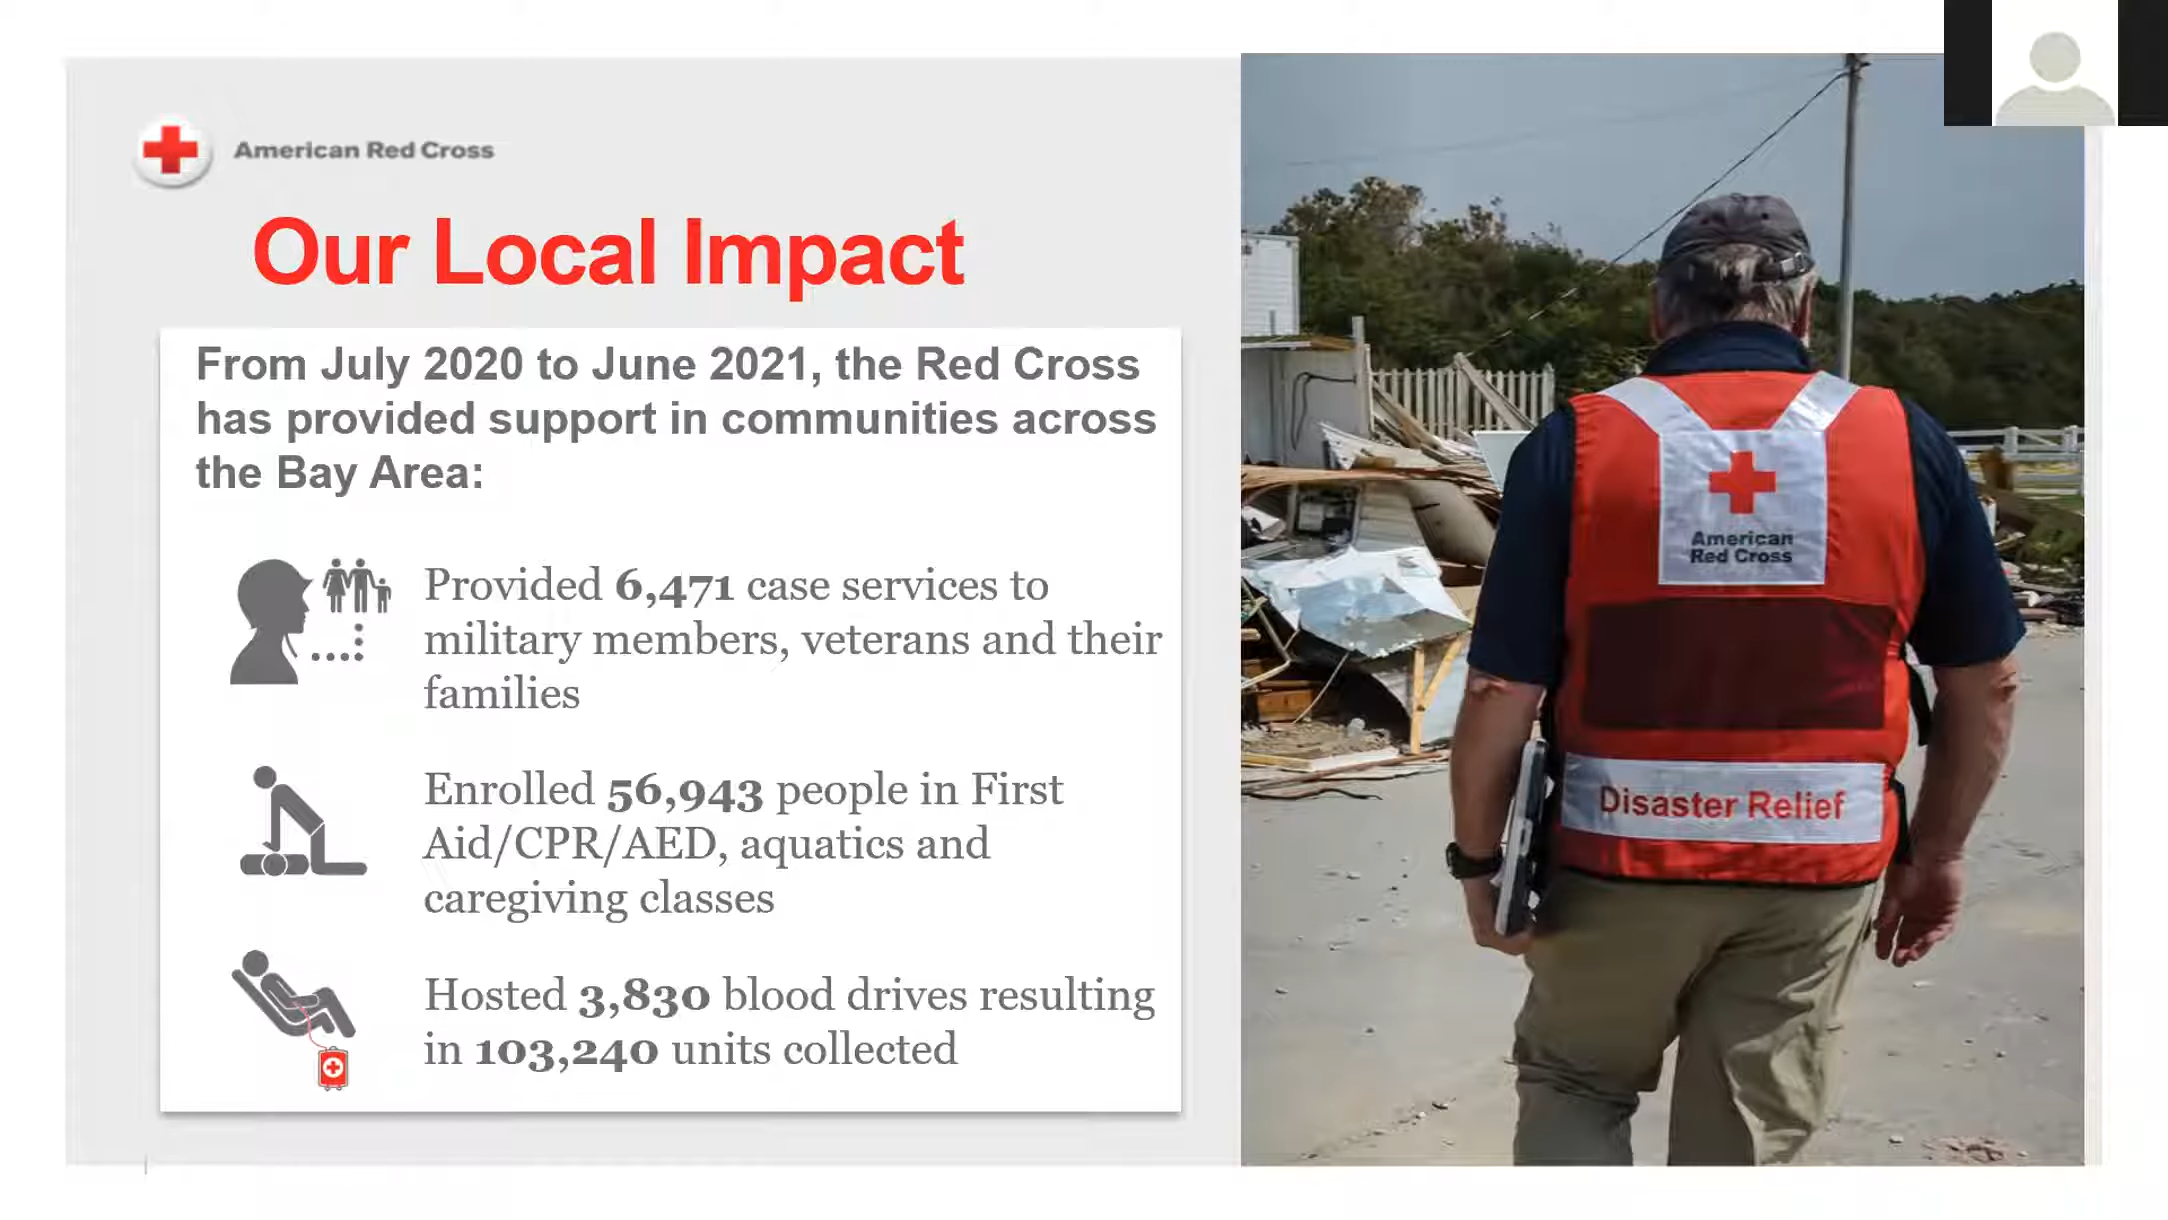 American Red Cross
Our Local Impact
From July 2020 to June 2021, the Red Cross
has provided support in communities across
the Bay Area:
Provided 6,471 case services to
military members, veterans and their
families
Enrolled 56,943 people in First
Aid/CPR/AED, aquatics and
caregiving classes
Hosted 3,830 blood drives resulting
in 103,240 units collected
American
Red Cross
Disaster Relief